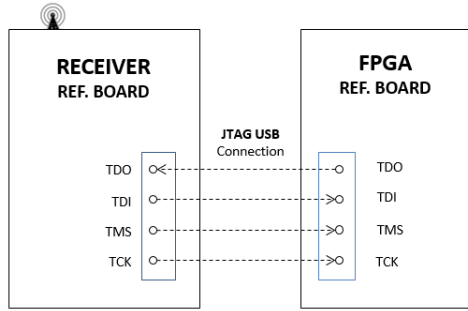 RECEIVER
REF. BOARD
FPGA
REF. BOARD
JTAG USB
Connection
TDO
TDI
TMS
TCK
TDO
TDI
TMS
TCK